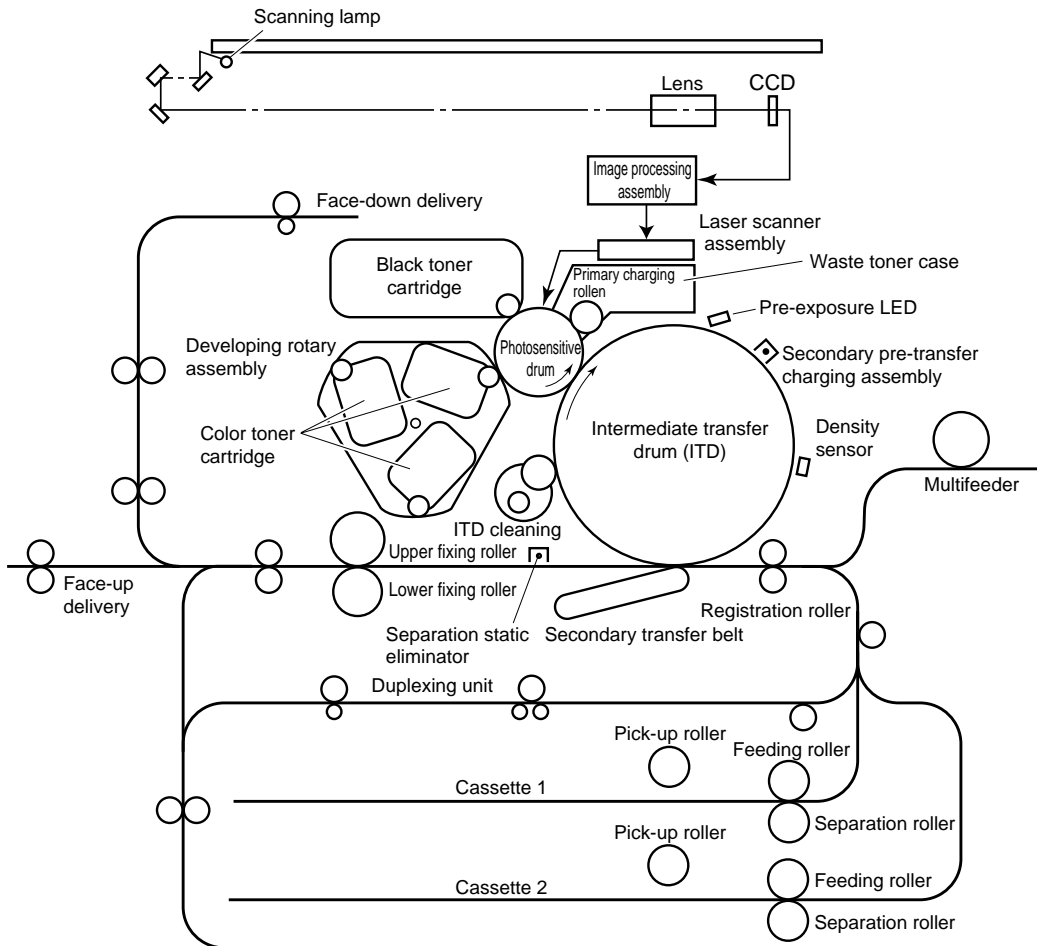 Scanning lamp
Lens
CCD
Image processing
assembly
Face-down delivery
Laser scanner
assembly
Black toner
cartridge
Primary charging
rollen
Waste toner case
Pre-exposure LED
Photosensitive
drum
Developing rotary
assembly
Secondary pre-transfer
charging assembly
Color toner
cartridge
Intermediate transfer
drum (ITD)
Density
sensor
Multifeeder
ITD cleaning
Upper fixing roller
Face-up
delivery
Lower fixing roller
Registration roller
Separation static
eliminator
Secondary transfer belt
Duplexing unit
Pick-up roller
Feeding roller
Cassette 1
Separation roller
Pick-up roller
Feeding roller
Cassette 2
Separation roller